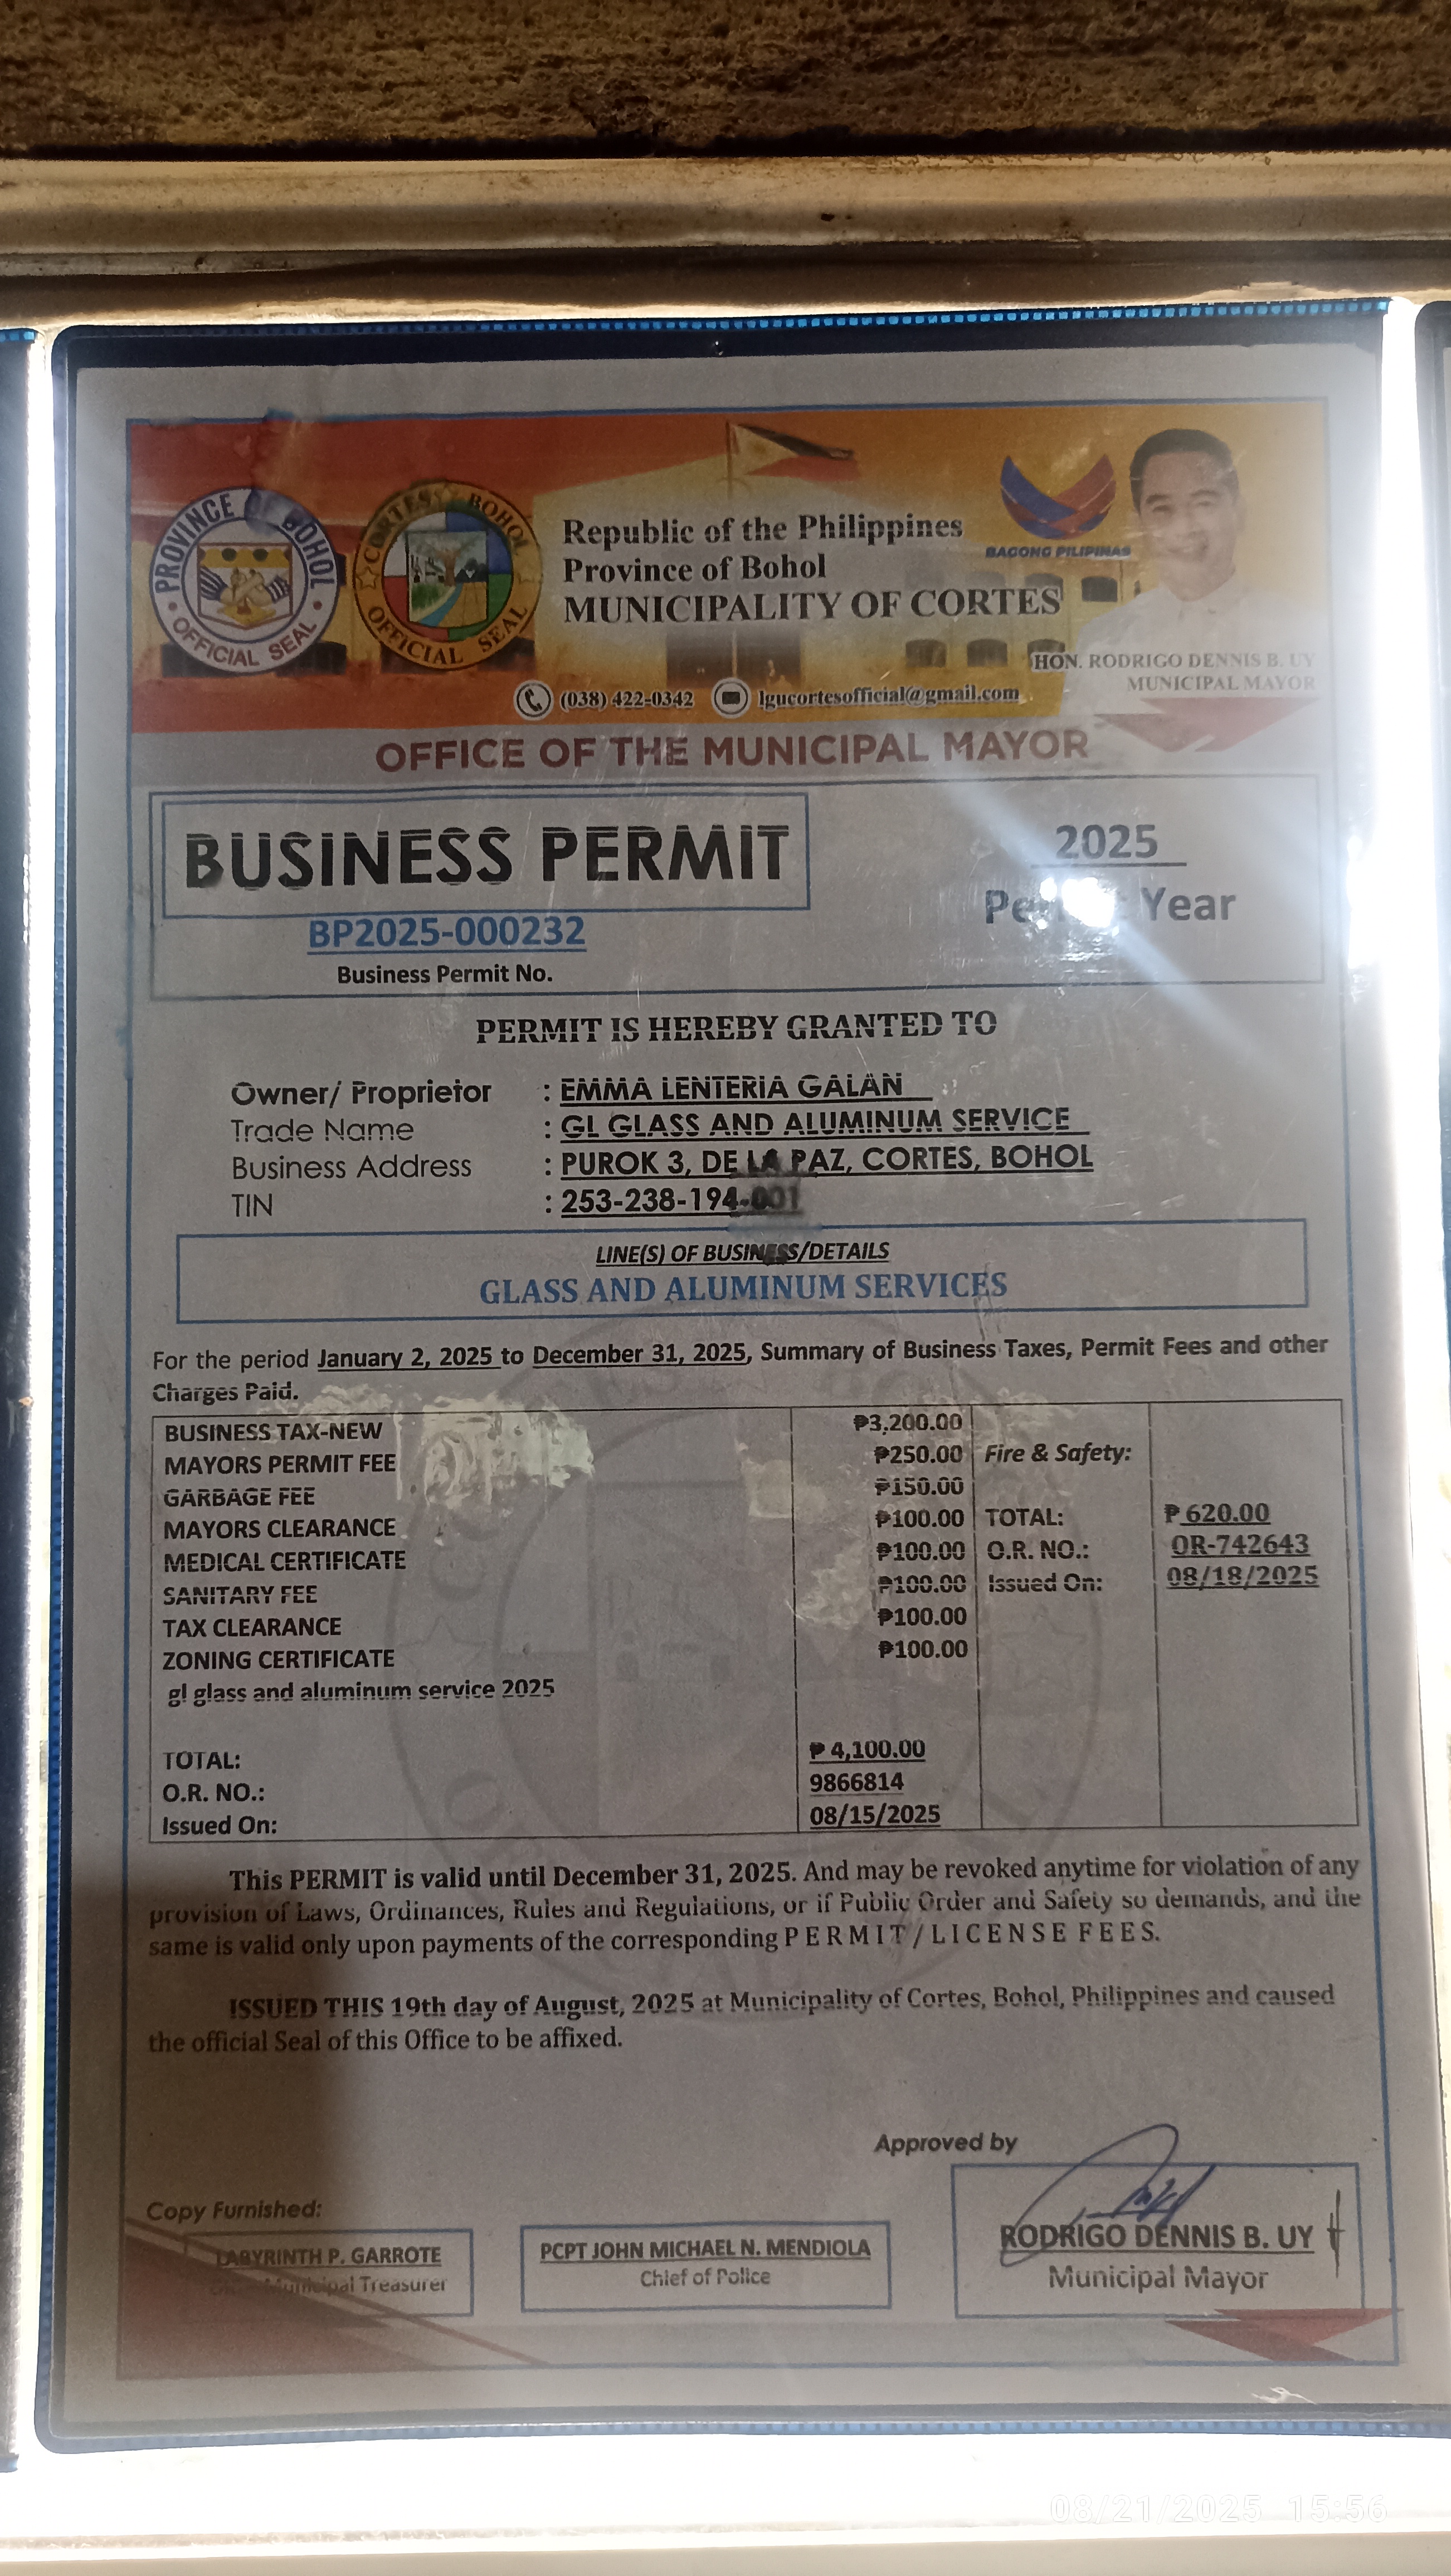 PROVINCE OF BOHOL
OFFICIAL SEAL
CORTES BOHOL
OFFICIAL SEAL
Republic of the Philippines
Province of Bohol
MUNICIPALITY OF CORTES
BAGONG PILIPINAS
HON. RODRIGO DENNIS B. UY
MUNICIPAL MAYOR
(038) 422-0342 lgucortesofficial@gmail.com
OFFICE OF THE MUNICIPAL MAYOR
BUSINESS PERMIT
2025
Permit Year
BP2025-000232
Business Permit No.
PERMIT IS HEREBY GRANTED TO
Owner/ Proprietor : EMMA LENTERIA GALAN
Trade Name : GL GLASS AND ALUMINUM SERVICE
Business Address : PUROK 3, DE LA PAZ, CORTES, BOHOL
TIN : 253-238-194-001
LINE(S) OF BUSINESS/DETAILS
GLASS AND ALUMINUM SERVICES
For the period January 2, 2025 to December 31, 2025, Summary of Business Taxes, Permit Fees and other
Charges Paid.
BUSINESS TAX-NEW ₱3,200.00
MAYORS PERMIT FEE ₱250.00 Fire & Safety:
GARBAGE FEE ₱150.00
MAYORS CLEARANCE ₱100.00 TOTAL: ₱ 620.00
MEDICAL CERTIFICATE ₱100.00 O.R. NO.: OR-742643
SANITARY FEE ₱100.00 Issued On: 08/18/2025
TAX CLEARANCE ₱100.00
ZONING CERTIFICATE ₱100.00
gl glass and aluminum service 2025
TOTAL: ₱ 4,100.00
O.R. NO.: 9866814
Issued On: 08/15/2025
This PERMIT is valid until December 31, 2025. And may be revoked anytime for violation of any
provision of Laws, Ordinances, Rules and Regulations, or if Public Order and Safety so demands, and the
same is valid only upon payments of the corresponding PERMIT/LICENSE FEES.
ISSUED THIS 19th day of August, 2025 at Municipality of Cortes, Bohol, Philippines and caused
the official Seal of this Office to be affixed.
Approved by
Copy Furnished:
LABYRINTH P. GARROTE
Municipal Treasurer
PCPT JOHN MICHAEL N. MENDIOLA
Chief of Police
RODRIGO DENNIS B. UY
Municipal Mayor
08/21/2025 15:56